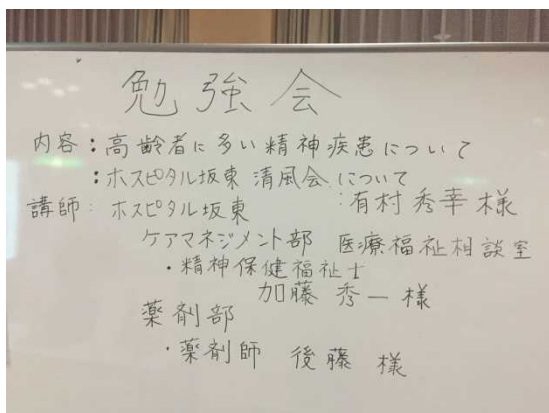 勉強会
内容:高齢者に多い精神疾患について
:ホスピタル坂東 清風会について
講師:ホスピタル坂東 :有村秀幸様
ケアマネジメント部 医療福祉相談室
・精神保健福祉士
加藤 秀一様
薬剤部
・薬剤師 後藤 様